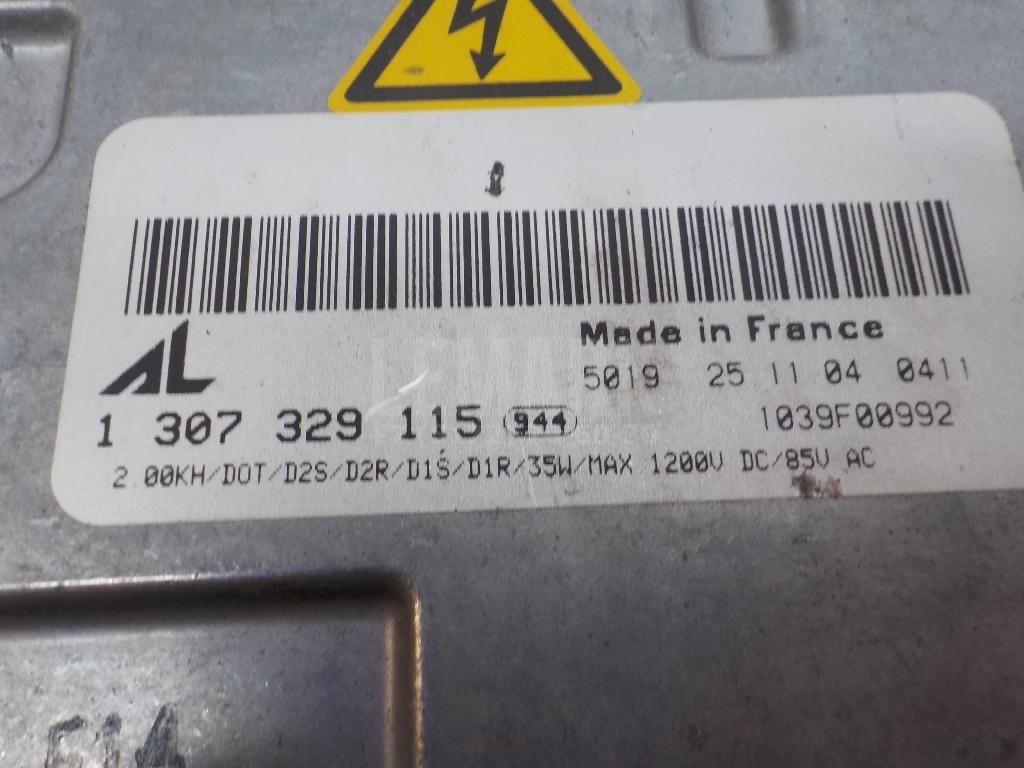 AL
Made in France
5019 25 11 04 0411
1 307 329 115 944 1039F00992
2.00KH/DOT/D2S/D2R/D1S/D1R/35W/MAX 1200V DC/85V AC